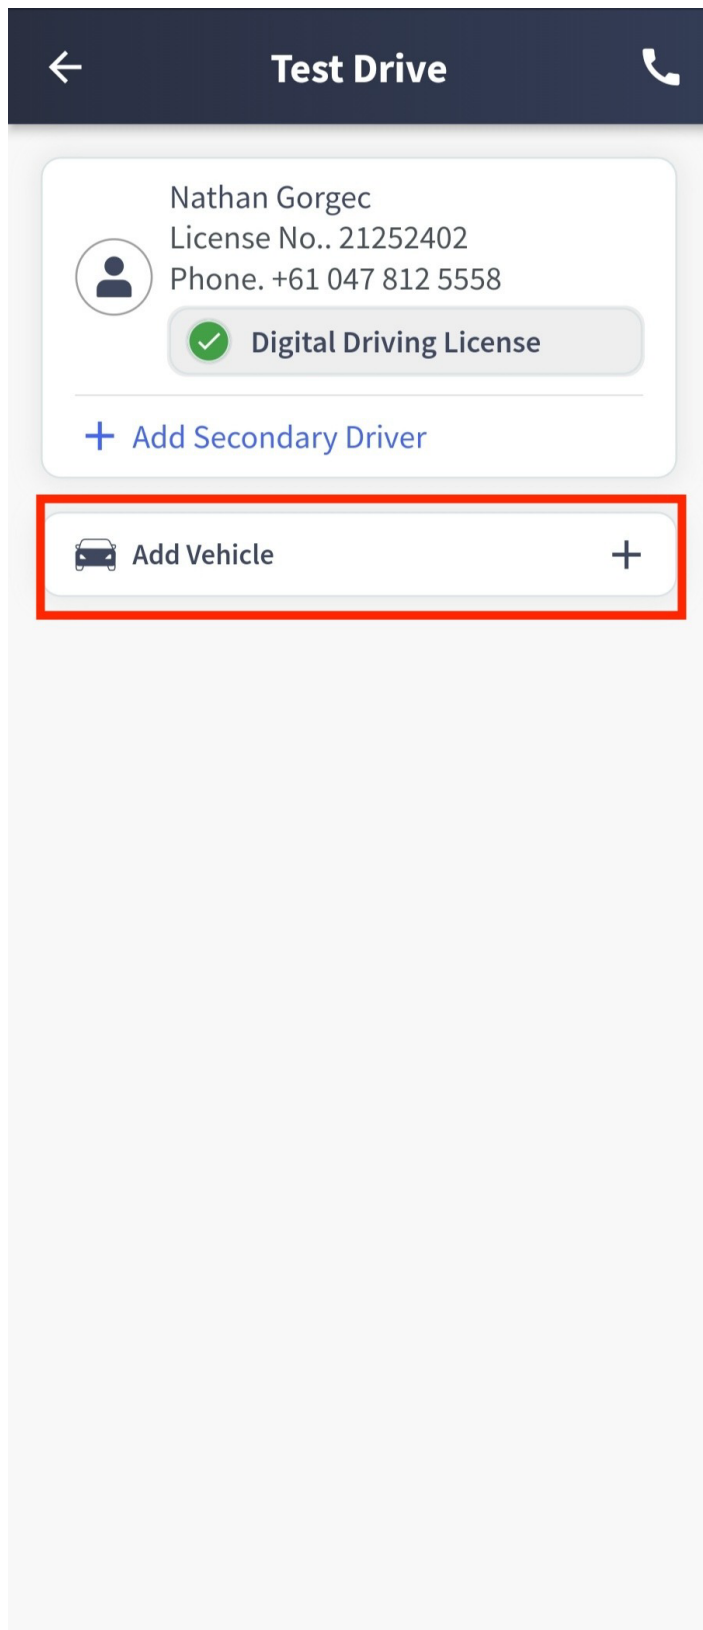 Test Drive
Nathan Gorgec
License No.. 21252402
Phone. +61 047 812 5558
Digital Driving License
+ Add Secondary Driver
Add Vehicle +